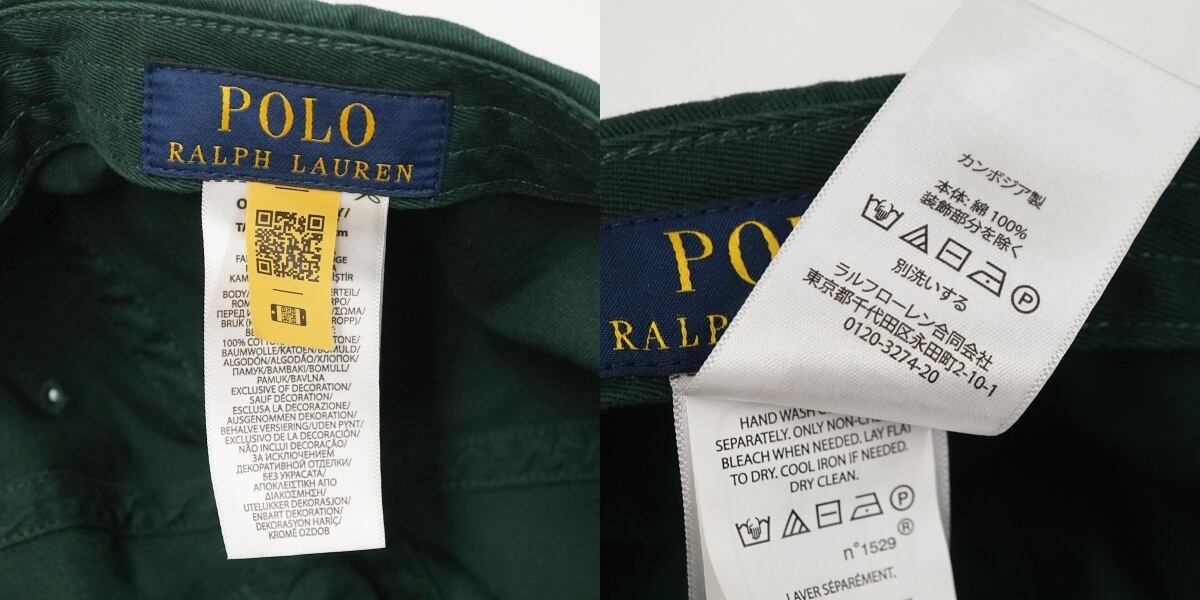 POLO
RALPH LAUREN
BODY/
100% COTTON
BAUMWOLLE/KATOEN/BOMULD/
ALGODÓN/ALGODÃO/ХЛОПОК/
ПАМУК/BAMBAKI/BOMULL/
PAMUK/BAVLNA
EXCLUSIVE OF DECORATION/
SAUF DÉCORATION/
ESCLUSA LA DECORAZIONE/
AUSGENOMMEN DEKORATION/
BEHALVE VERSIERING/UDEN PYNT/
EXCLUSIVO DE LA DECORACIÓN/
NÃO INCLUI DECORAÇÃO/
ЗА ИСКЛЮЧЕНИЕМ
ДЕКОРАТИВНОЙ ОТДЕЛКИ/
БЕЗ УКРАСАТА/
ΑΠΟΚΛΕΙΣΤΙΚΗ ΑΠΟ
ΔΙΑΚΟΣΜΗΣΗ/
UTELUKKER DEKORASJON/
ENBART DEKORATION/
DEKORASYON HARİÇ/
KROMĚ OZDOB
PO
RALP
カンボジア製
本体: 綿 100%
装飾部分を除く
P
別洗いする
ラルフローレン合同会社
東京都千代田区永田町2-10-1
0120-3274-20
HAND WASH
SEPARATELY. ONLY NON-
BLEACH WHEN NEEDED. LAY FLAT
TO DRY. COOL IRON IF NEEDED.
DRY CLEAN.
P
n°1529 ®
LAVER SÉPARÉMENT.